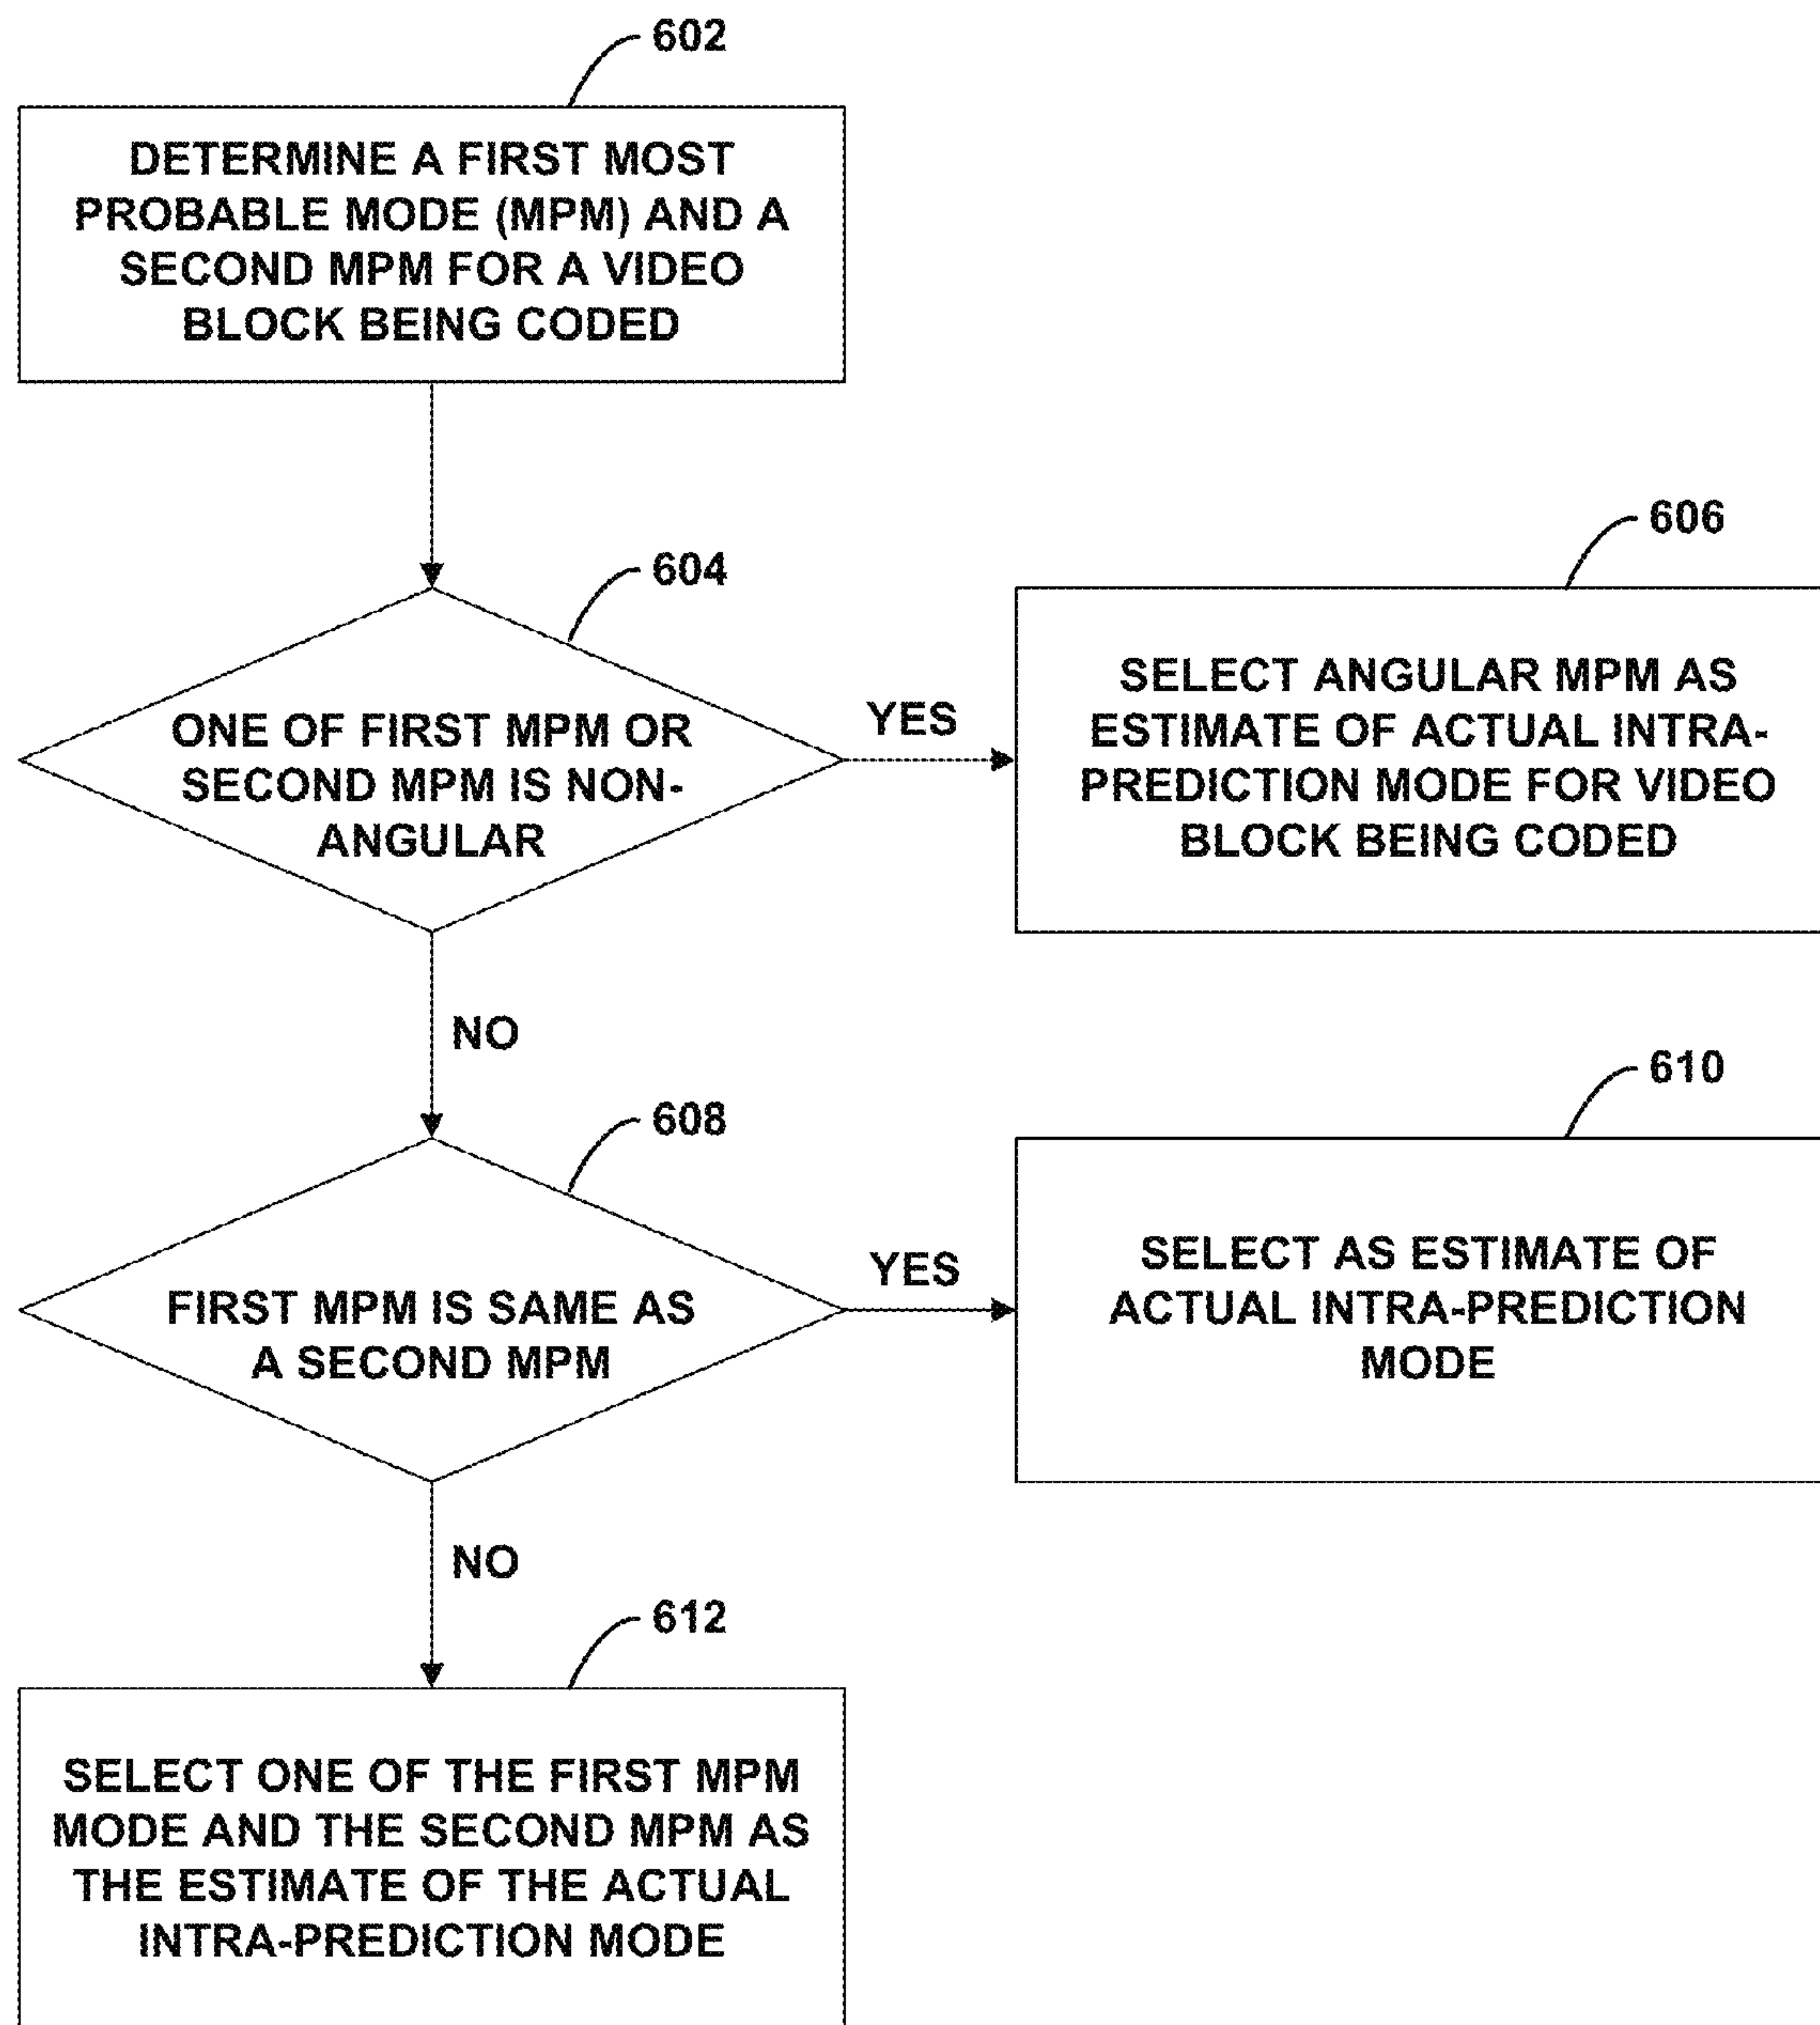 602
DETERMINE A FIRST MOST
PROBABLE MODE (MPM) AND A
SECOND MPM FOR A VIDEO
BLOCK BEING CODED
604
ONE OF FIRST MPM OR
SECOND MPM IS NON-
ANGULAR
YES
606
SELECT ANGULAR MPM AS
ESTIMATE OF ACTUAL INTRA-
PREDICTION MODE FOR VIDEO
BLOCK BEING CODED
NO
608
FIRST MPM IS SAME AS
A SECOND MPM
YES
610
SELECT AS ESTIMATE OF
ACTUAL INTRA-PREDICTION
MODE
NO
612
SELECT ONE OF THE FIRST MPM
MODE AND THE SECOND MPM AS
THE ESTIMATE OF THE ACTUAL
INTRA-PREDICTION MODE